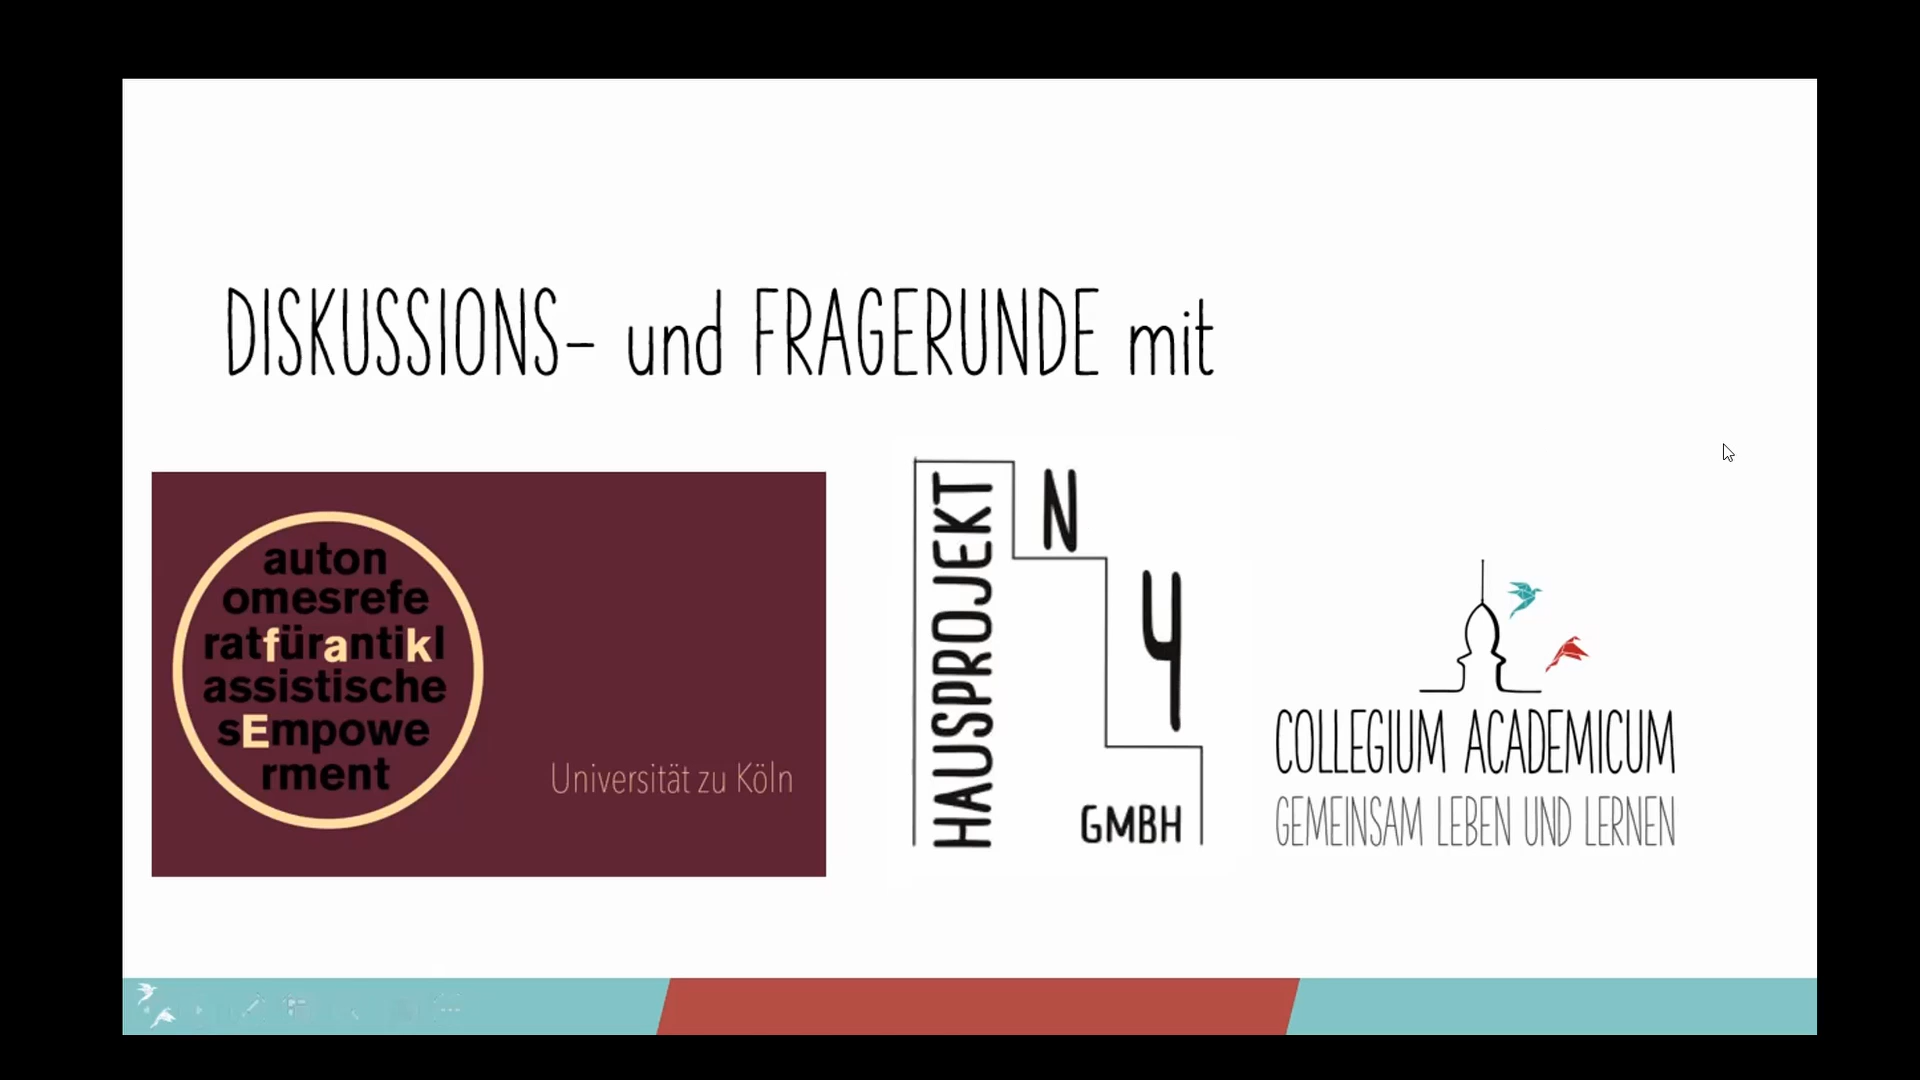 DISKUSSIONS- und FRAGERUNDE mit
auton
omesrefe
ratfürantikl
assistische
sEmpowe
rment
Universität zu Köln
HAUSPROJEKT
N
4
GMBH
COLLEGIUM ACADEMICUM
GEMEINSAM LEBEN UND LERNEN